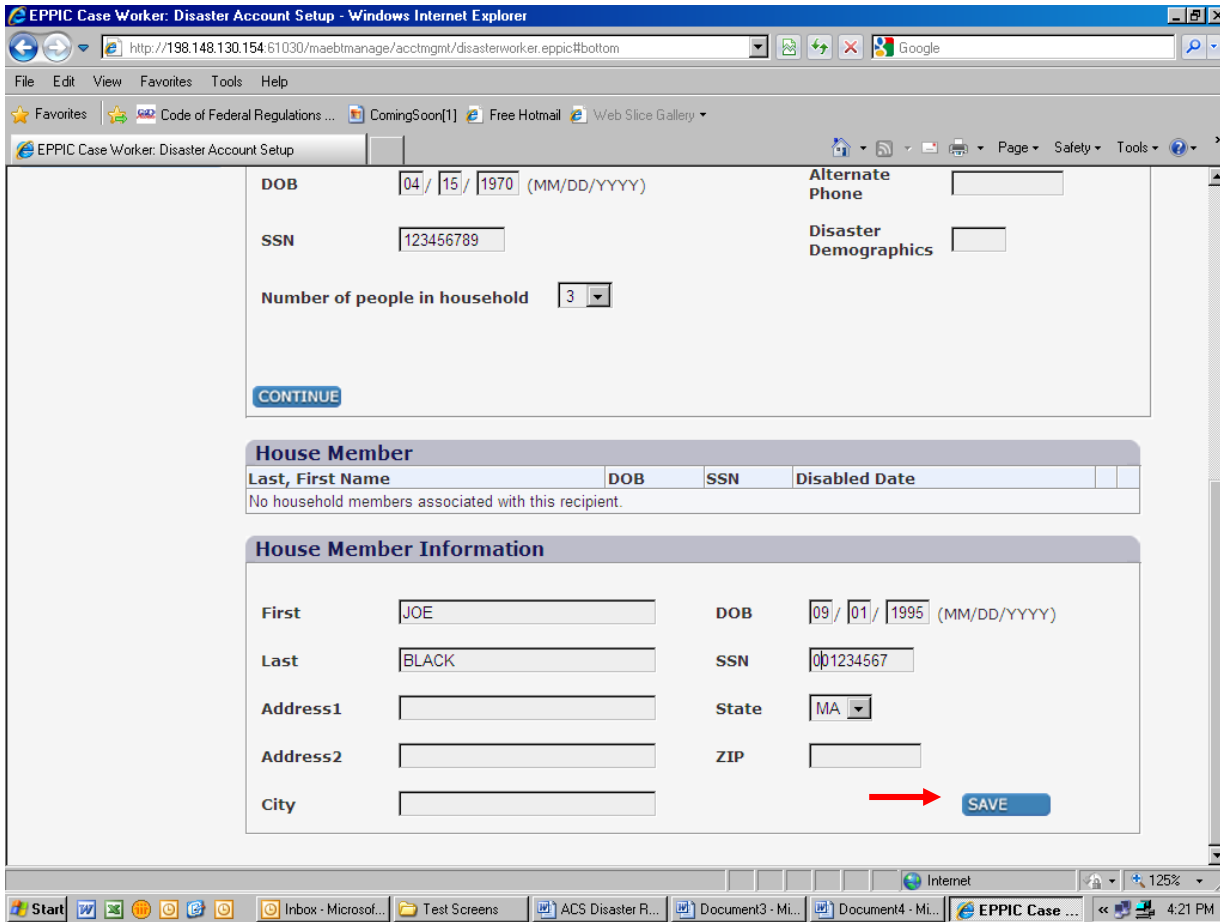 EPPIC Case Worker: Disaster Account Setup - Windows Internet Explorer
http://198.148.130.154:61030/maebtmanage/acctmgmt/disasterworker.eppic#bottom Google
File Edit View Favorites Tools Help
Favorites Code of Federal Regulations ... ComingSoon[1] Free Hotmail Web Slice Gallery
EPPIC Case Worker: Disaster Account Setup Page Safety Tools
DOB 04 / 15 / 1970 (MM/DD/YYYY) Alternate Phone
SSN 123456789 Disaster Demographics
Number of people in household 3
CONTINUE
House Member
Last, First Name DOB SSN Disabled Date
No household members associated with this recipient.
House Member Information
First JOE DOB 09 / 01 / 1995 (MM/DD/YYYY)
Last BLACK SSN 001234567
Address1 State MA
Address2 ZIP
City SAVE
Internet 125%
Start Inbox - Microsof... Test Screens ACS Disaster R... Document3 - Mi... Document4 - Mi... EPPIC Case ... 4:21 PM